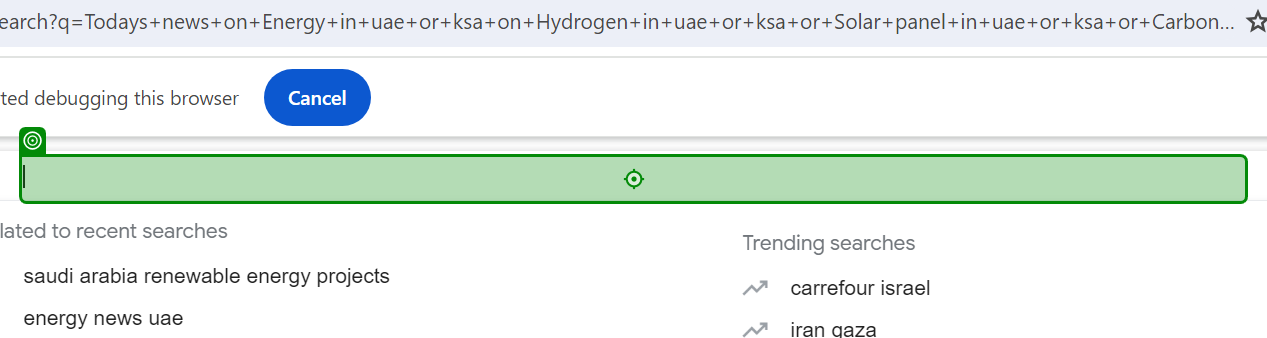 earch?q=Todays+news+on+Energy+in+uae+or+ksa+on+Hydrogen+in+uae+or+ksa+or+Solar+panel+in+uae+or+ksa+or+Carbon...
ted debugging this browser
Cancel
lated to recent searches
saudi arabia renewable energy projects
energy news uae
Trending searches
carrefour israel
iran gaza